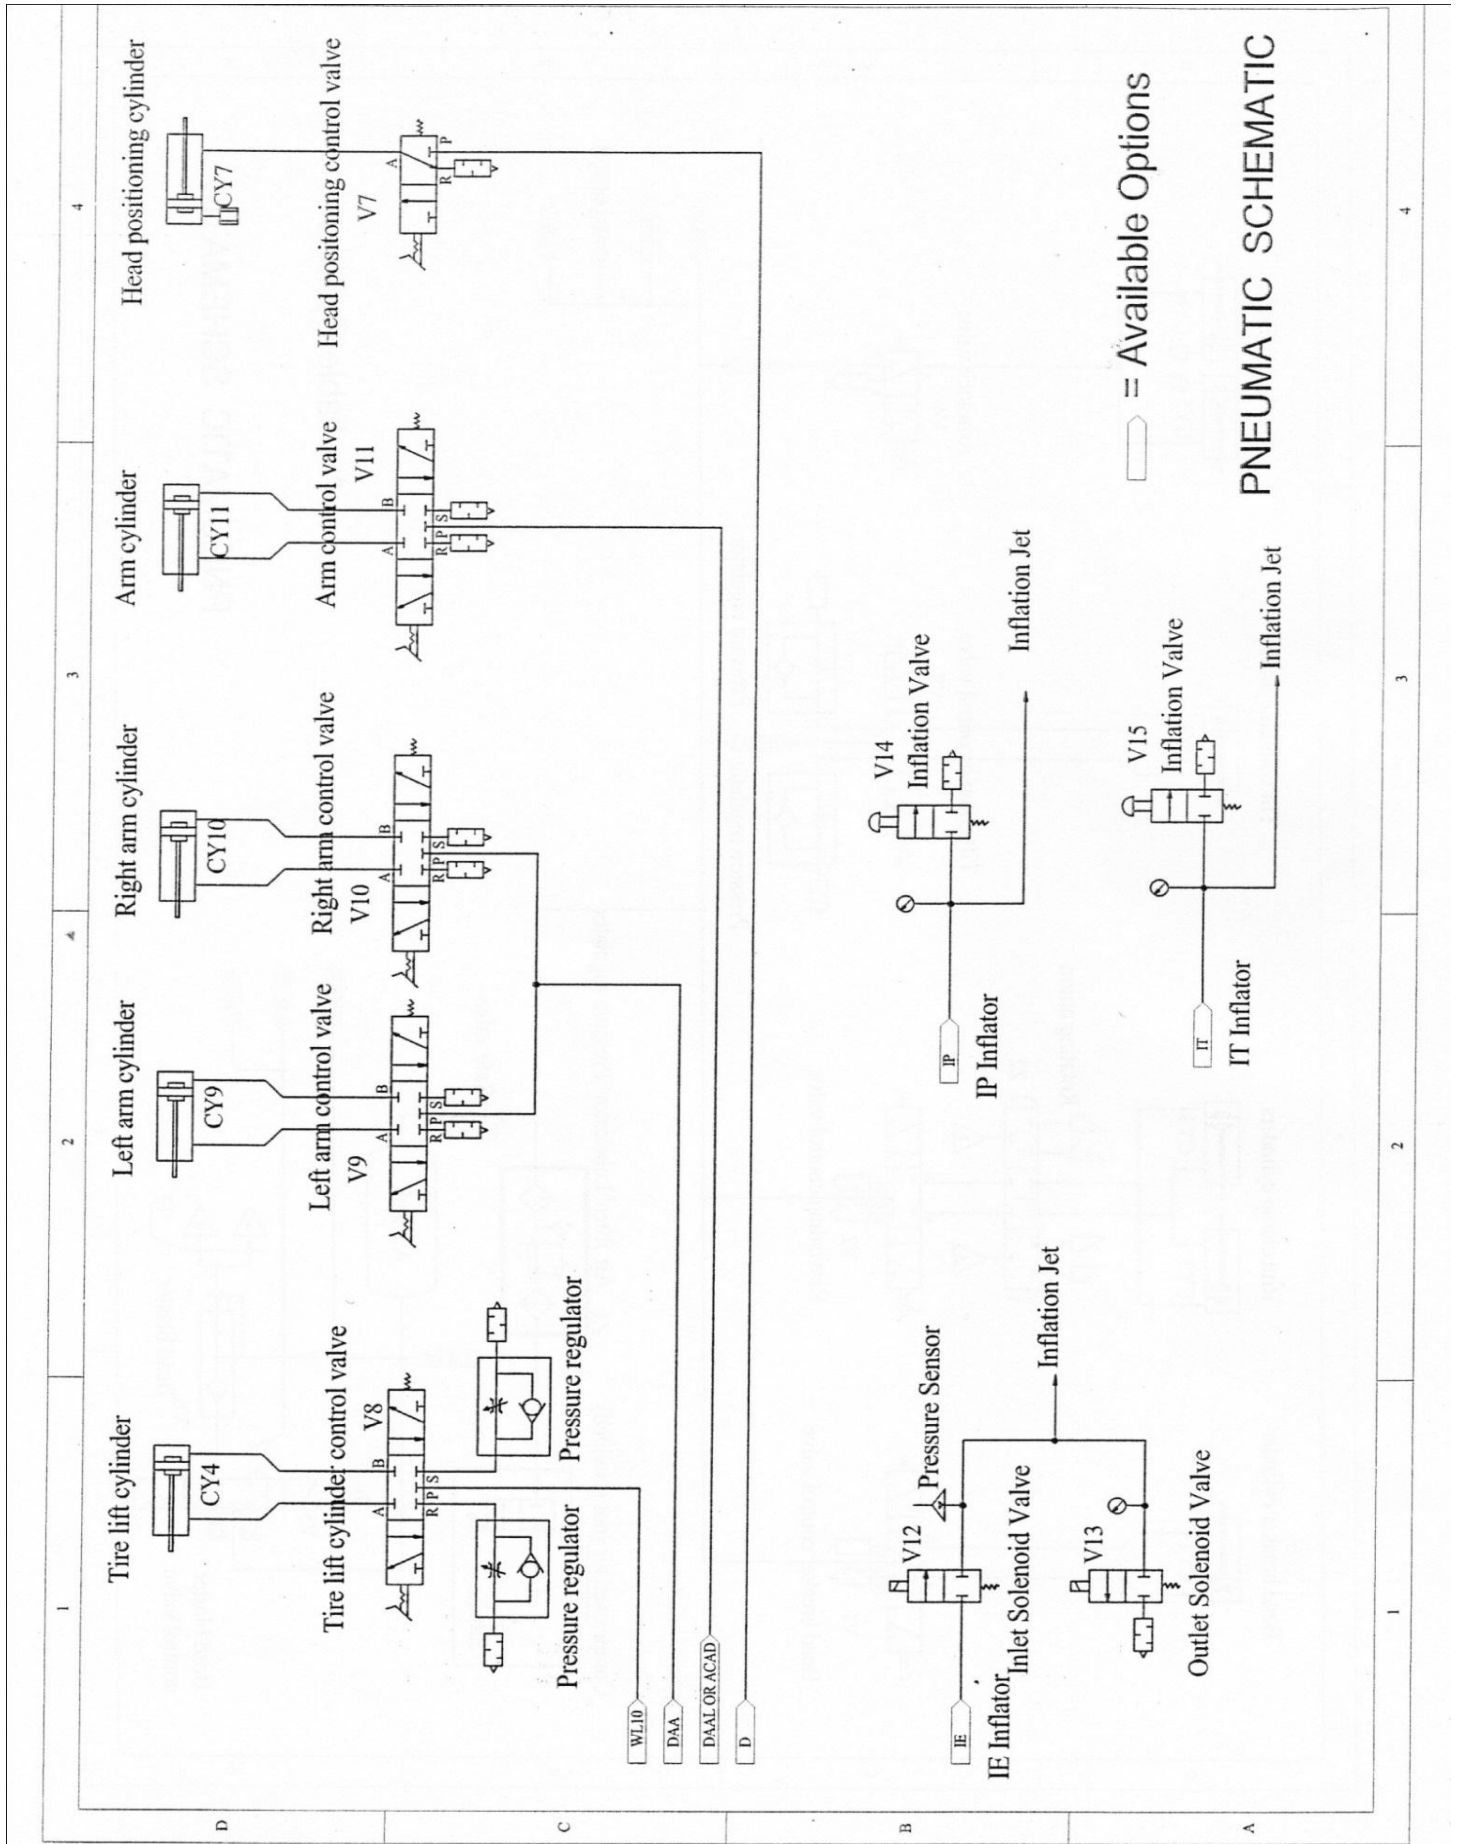 1
2
3
4
D
C
B
A
Tire lift cylinder
CY4
Tire lift cylinder control valve
V8
A
B
R
P
S
Pressure regulator
Pressure regulator
Left arm cylinder
CY9
Left arm control valve
V9
A
B
R
P
S
Right arm cylinder
CY10
Right arm control valve
V10
A
B
R
P
S
Arm cylinder
CY11
Arm control valve
V11
A
B
R
P
S
Head positioning cylinder
CY7
Head positoning control valve
V7
A
R
P
WL10
DAA
DAAL OR ACAD
D
IE
IE Inflator
V12
Inlet Solenoid Valve
Pressure Sensor
V13
Outlet Solenoid Valve
Inflation Jet
IP
IP Inflator
V14
Inflation Valve
Inflation Jet
IT
IT Inflator
V15
Inflation Valve
Inflation Jet
= Available Options
PNEUMATIC SCHEMATIC
1
2
3
4